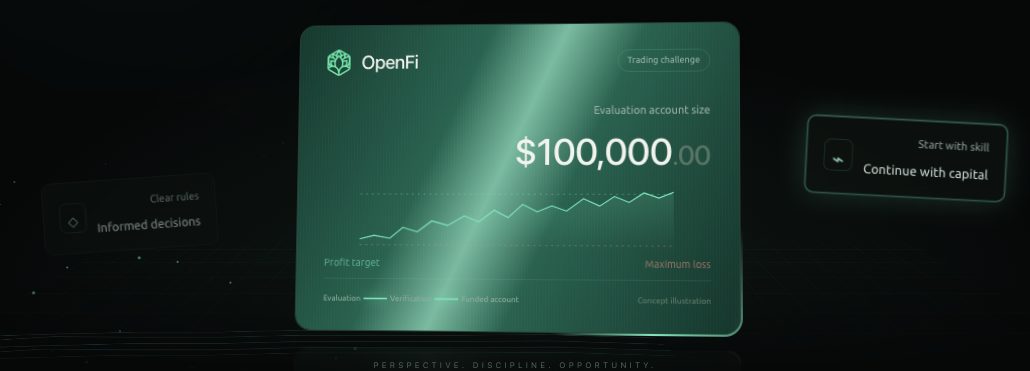 OpenFi
Trading challenge
Evaluation account size
$100,000.00
Clear rules
Informed decisions
Start with skill
Continue with capital
Profit target
Maximum loss
Evaluation Verification Funded account
Concept illustration
PERSPECTIVE. DISCIPLINE. OPPORTUNITY.